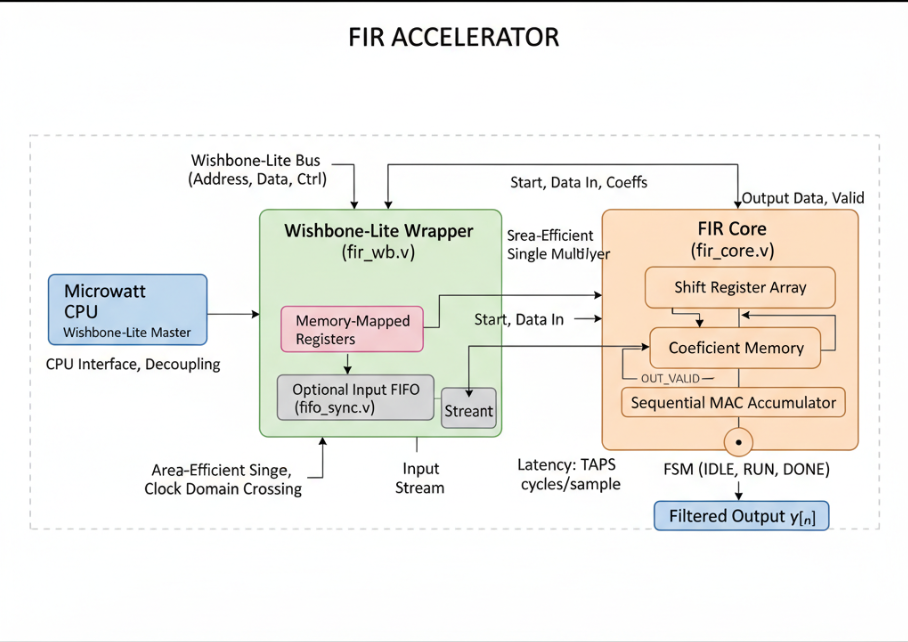 FIR ACCELERATOR
Wishbone-Lite Bus
(Address, Data, Ctrl)
Start, Data In, Coeffs
Output Data, Valid
Wishbone-Lite Wrapper
(fir_wb.v)
Srea-Efficient
Single Multilyer
FIR Core
(fir_core.v)
Shift Register Array
Microwatt
CPU
Wishbone-Lite Master
CPU Interface, Decoupling
Memory-Mapped
Registers
Start, Data In
Coeficient Memory
OUT_VALID
Optional Input FIFO
(fifo_sync.v)
Streant
Sequential MAC Accumulator
Area-Efficient Singe,
Clock Domain Crossing
Input
Stream
Latency: TAPS
cycles/sample
FSM (IDLE, RUN, DONE)
Filtered Output y[n]